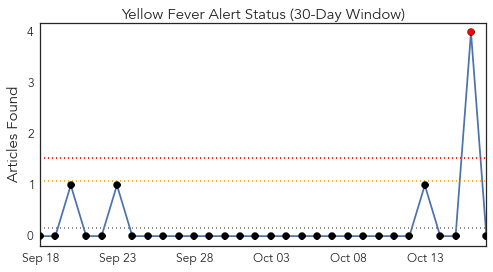 Yellow Fever Alert Status (30-Day Window)
Articles Found
4
3
2
1
0
Sep 18 Sep 23 Sep 28 Oct 03 Oct 08 Oct 13